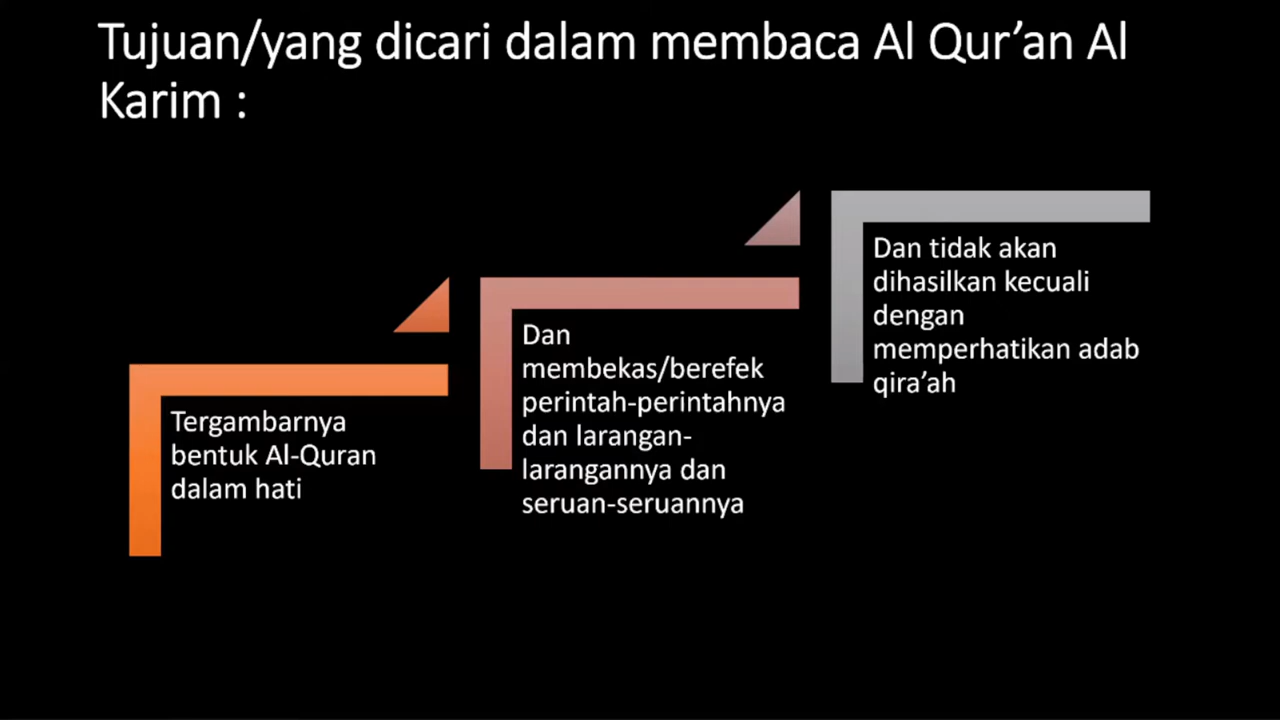 Tujuan/yang dicari dalam membaca Al Qur’an Al
Karim :
Tergambarnya
bentuk Al-Quran
dalam hati
Dan
membekas/berefek
perintah-perintahnya
dan larangan-
larangannya dan
seruan-seruannya
Dan tidak akan
dihasilkan kecuali
dengan
memperhatikan adab
qira’ah